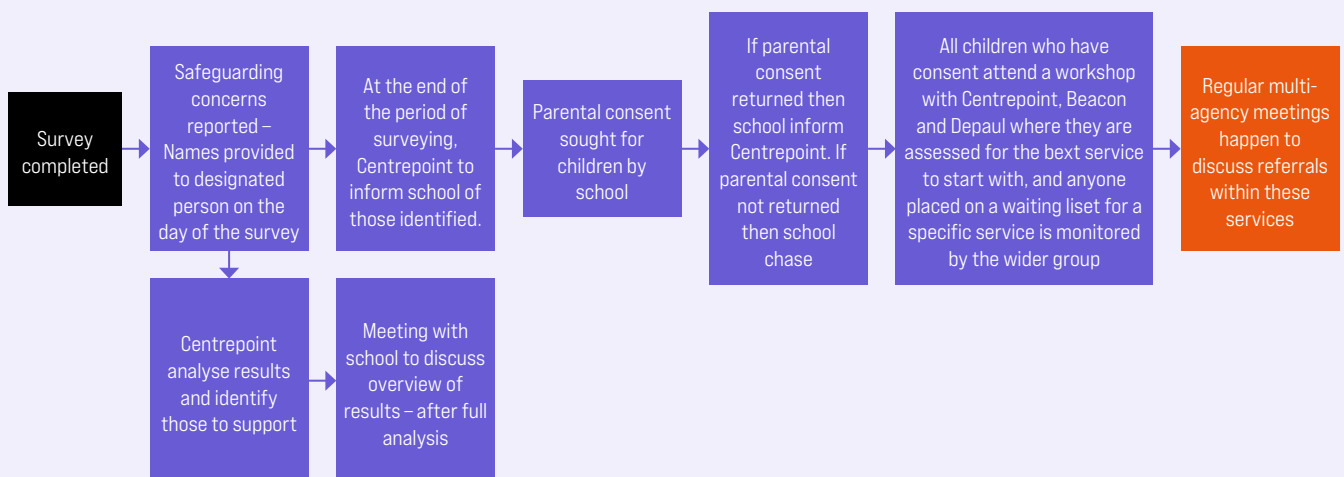 Survey
completed
Safeguarding
concerns
reported –
Names provided
to designated
person on the
day of the survey
At the end of
the period of
surveying,
Centrepoint to
inform school of
those identified.
Parental consent
sought for
children by
school
If parental
consent
returned then
school inform
Centrepoint. If
parental consent
not returned
then school
chase
All children who have
consent attend a workshop
with Centrepoint, Beacon
and Depaul where they are
assessed for the bext service
to start with, and anyone
placed on a waiting liset for a
specific service is monitored
by the wider group
Regular multi-
agency meetings
happen to
discuss referrals
within these
services
Centrepoint
analyse results
and identify
those to support
Meeting with
school to discuss
overview of
results – after full
analysis